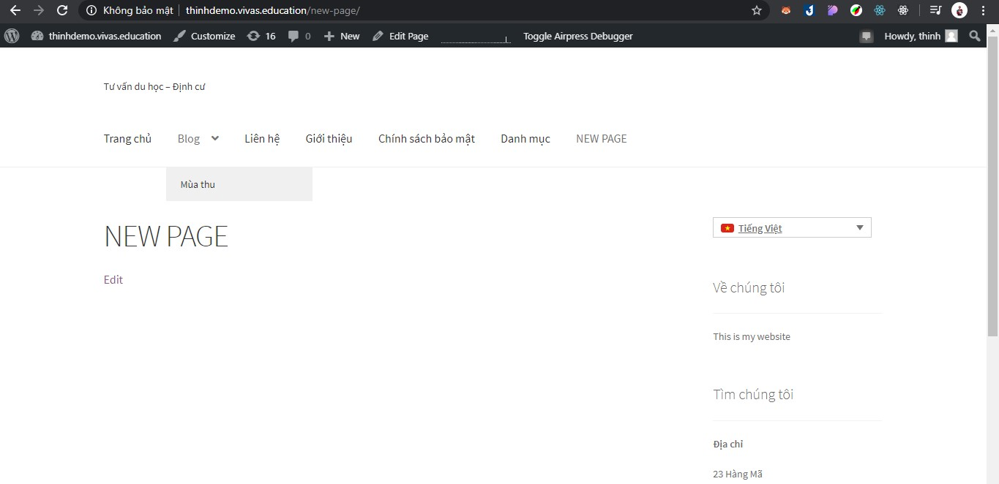 Không bảo mật thinhdemo.vivas.education/new-page/
thinhdemo.vivas.education Customize 16 0 New Edit Page Toggle Airpress Debugger Howdy, thinh
Tư vấn du học – Định cư
Trang chủ Blog Liên hệ Giới thiệu Chính sách bảo mật Danh mục NEW PAGE
Mùa thu
NEW PAGE
Edit
Tiếng Việt
Về chúng tôi
This is my website
Tìm chúng tôi
Địa chỉ
23 Hàng Mã